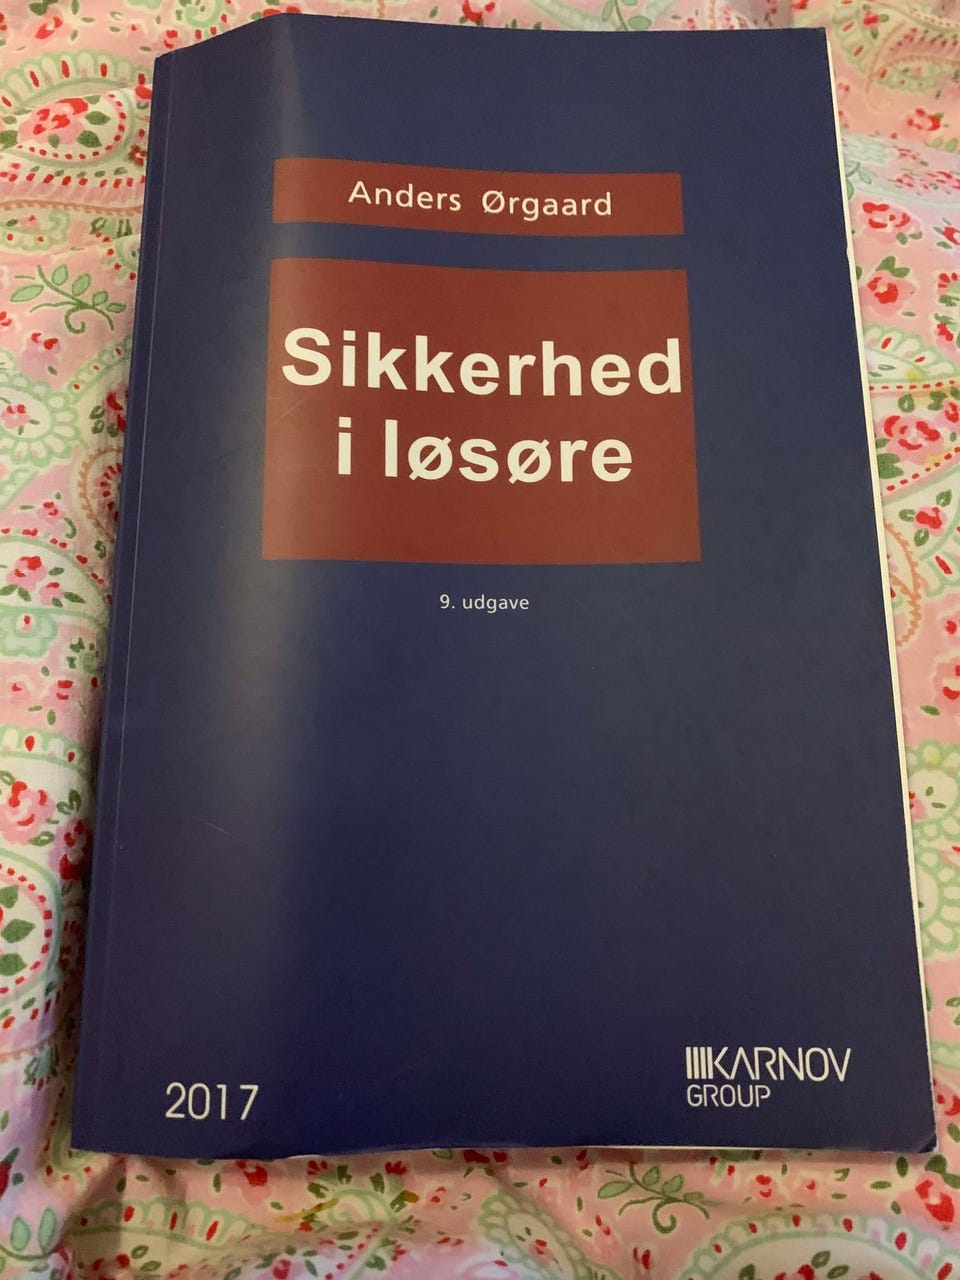 Anders Ørgaard
Sikkerhed
i løsøre
9. udgave
2017
KARNOV
GROUP